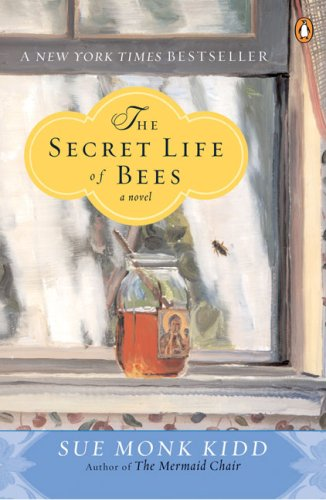 A NEW YORK TIMES BESTSELLER
THE
SECRET LIFE
of BEES
a novel
SUE MONK KIDD
Author of The Mermaid Chair